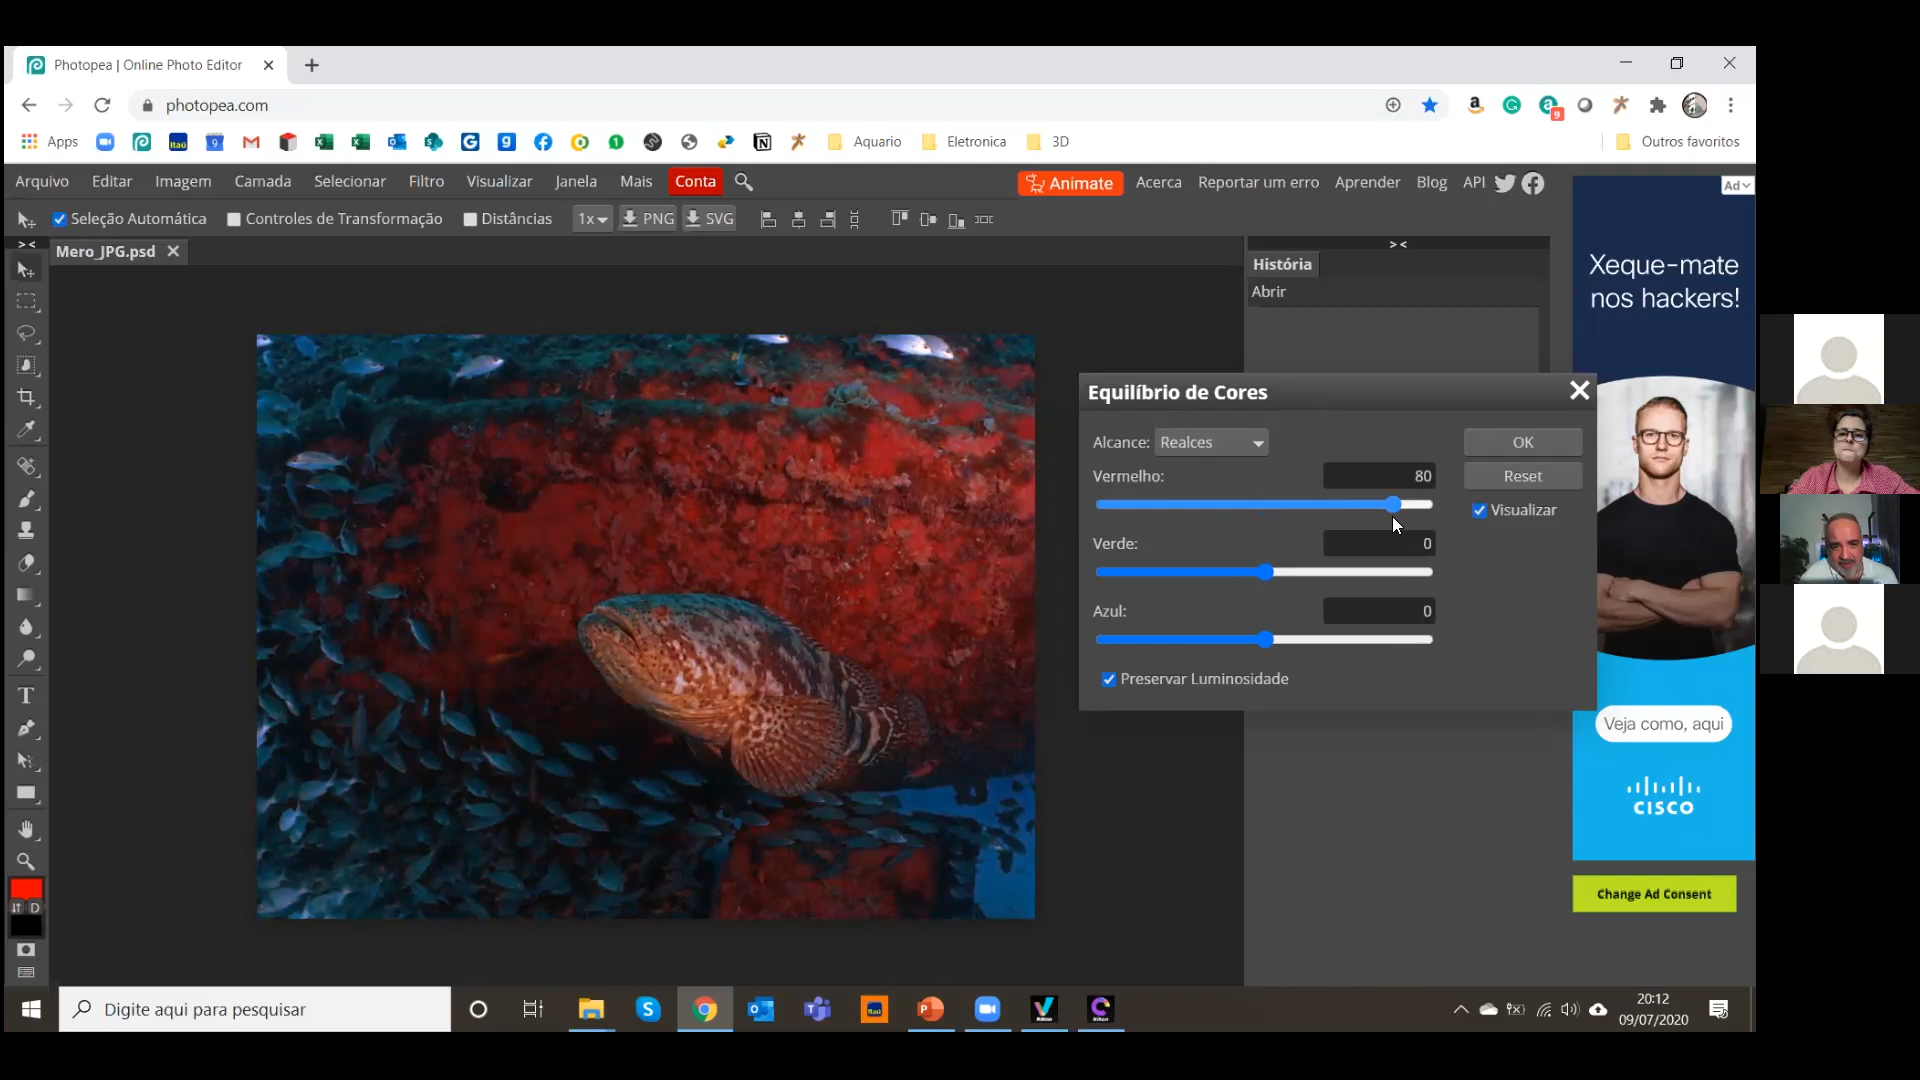 Photopea | Online Photo Editor
photopea.com
9
Apps
Itaú
9
1
Aquario
Eletronica
3D
Outros favoritos
Arquivo Editar Imagem Camada Selecionar Filtro Visualizar Janela Mais Conta
Animate Acerca Reportar um erro Aprender Blog API
Seleção Automática Controles de Transformação Distâncias 1x PNG SVG
> <
Mero_JPG.psd
> <
História
Abrir
Equilíbrio de Cores
Alcance: Realces
OK
Vermelho: 80
Reset
Visualizar
Verde: 0
Azul: 0
Preservar Luminosidade
Ad
Xeque-mate
nos hackers!
Veja como, aqui
CISCO
Change Ad Consent
T
D
Digite aqui para pesquisar
20:12
09/07/2020